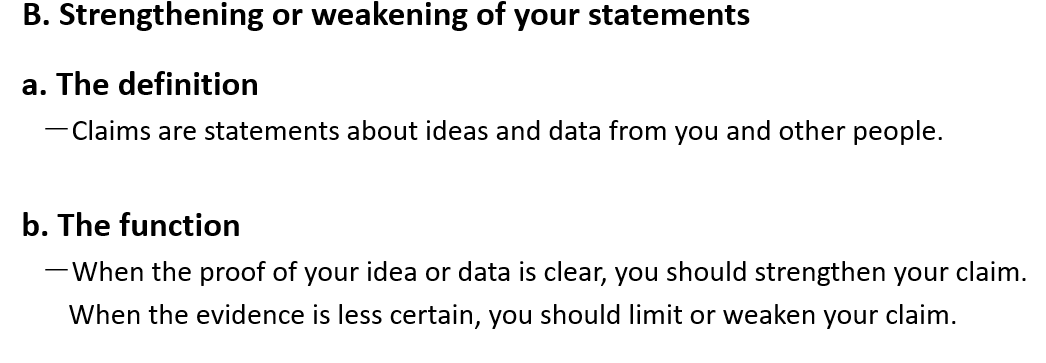 B. Strengthening or weakening of your statements
a. The definition
—Claims are statements about ideas and data from you and other people.
b. The function
—When the proof of your idea or data is clear, you should strengthen your claim.
When the evidence is less certain, you should limit or weaken your claim.